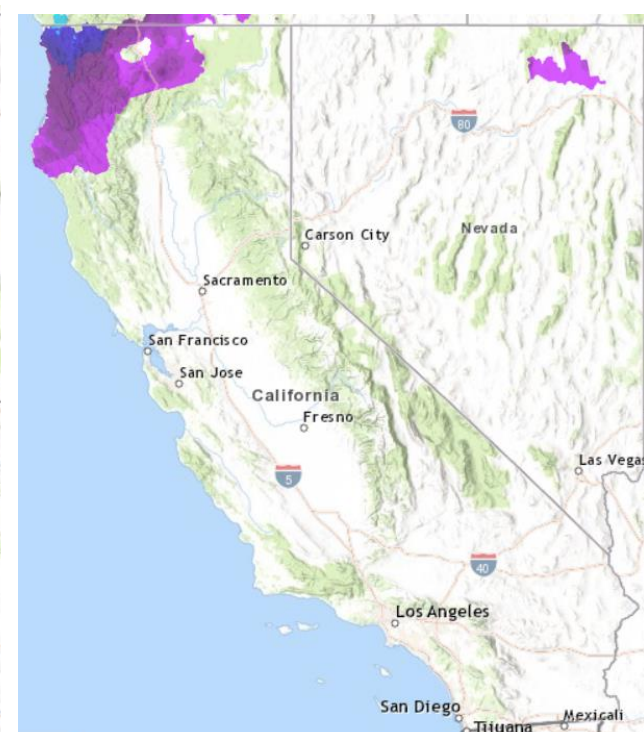 80
Carson City
Nevada
Sacramento
San Francisco
San Jose
California
Fresno
Las Vegas
5
40
Los Angeles
San Diego
Mexicali
Tijuana